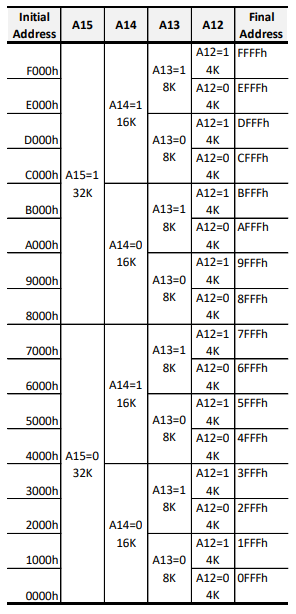 Initial Address A15 A14 A13 A12 Final Address
F000h A15=1 32K A14=1 16K A13=1 8K A12=1 4K FFFFh
E000h A12=0 4K EFFFh
D000h A13=0 8K A12=1 4K DFFFh
C000h A12=0 4K CFFFh
B000h A14=0 16K A13=1 8K A12=1 4K BFFFh
A000h A12=0 4K AFFFh
9000h A13=0 8K A12=1 4K 9FFFh
8000h A12=0 4K 8FFFh
7000h A15=0 32K A14=1 16K A13=1 8K A12=1 4K 7FFFh
6000h A12=0 4K 6FFFh
5000h A13=0 8K A12=1 4K 5FFFh
4000h A12=0 4K 4FFFh
3000h A14=0 16K A13=1 8K A12=1 4K 3FFFh
2000h A12=0 4K 2FFFh
1000h A13=0 8K A12=1 4K 1FFFh
0000h A12=0 4K 0FFFh